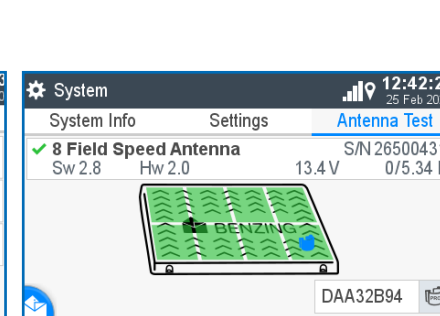 System 12:42:2
25 Feb 20
System Info Settings Antenna Test
8 Field Speed Antenna S/N 2650043
Sw 2.8 Hw 2.0 13.4 V 0/5.34
BENZING
DAA32B94